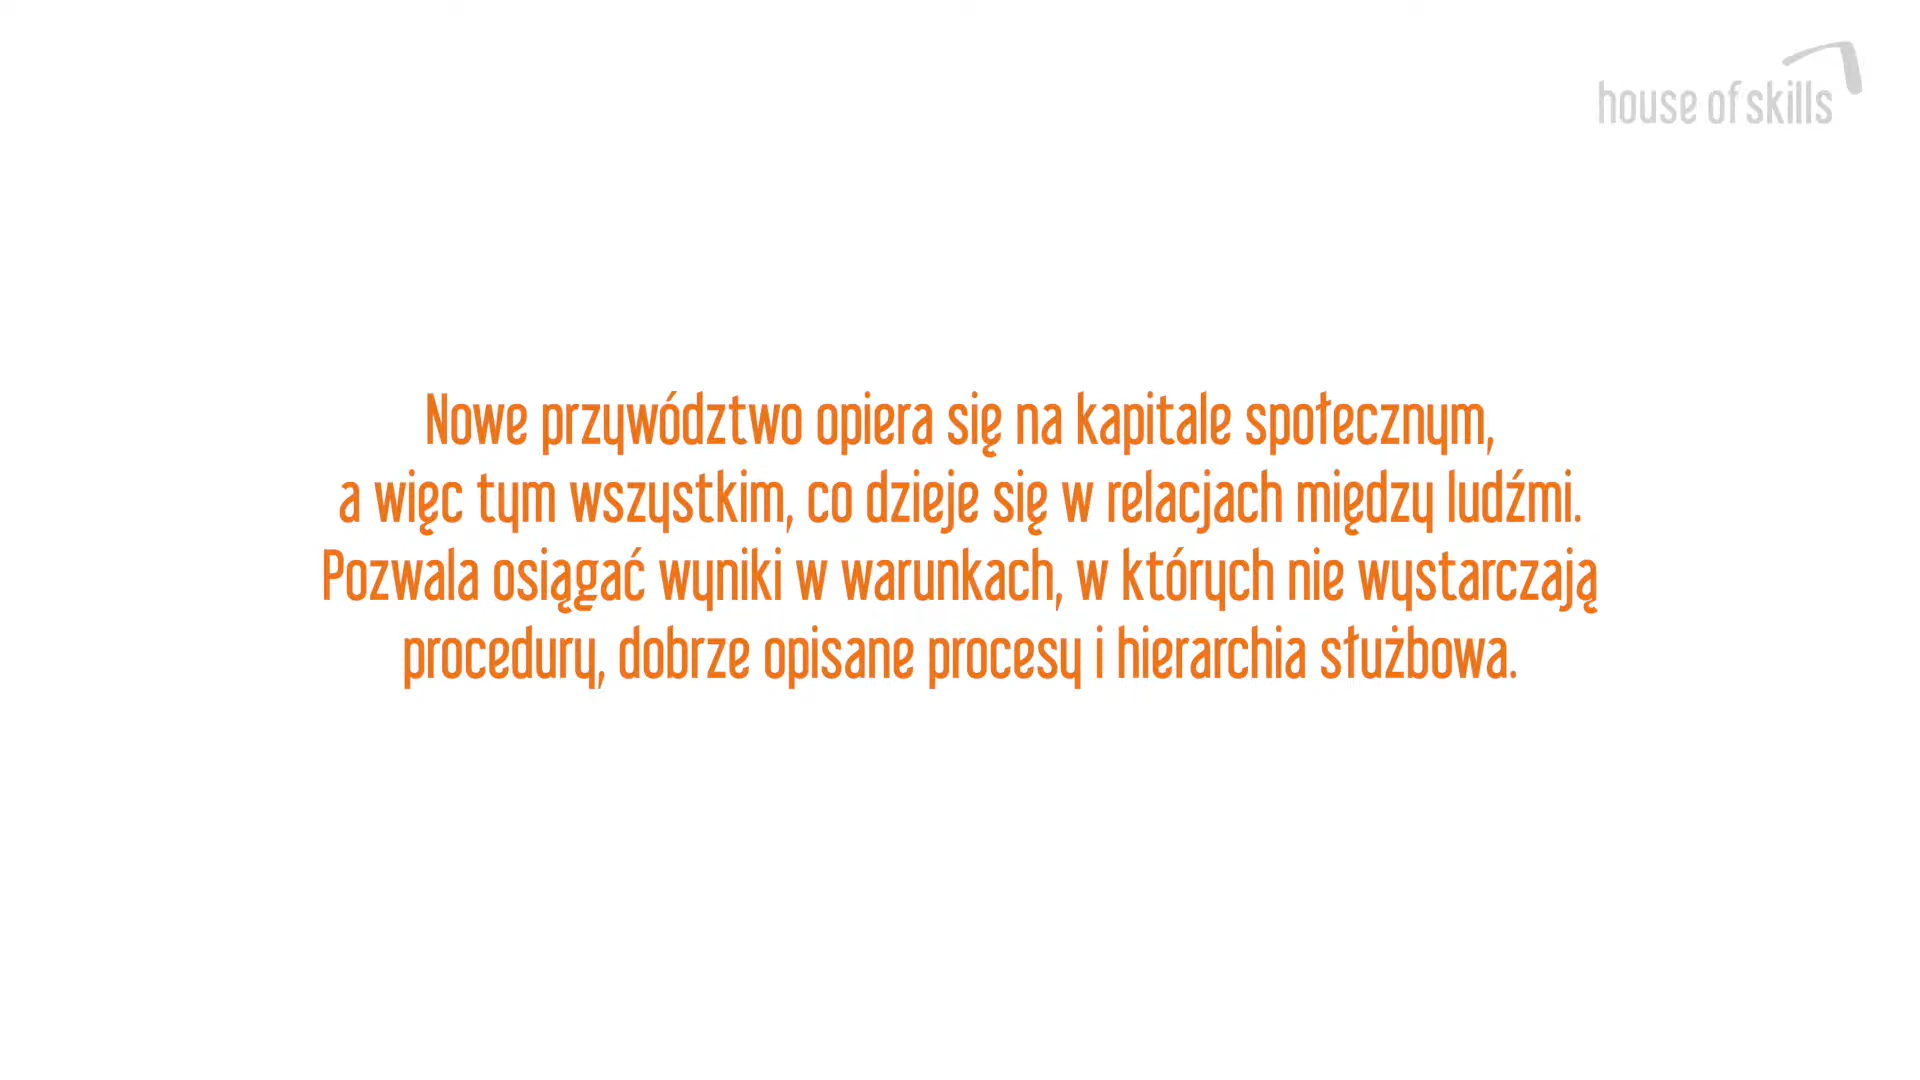 house of skills
Nowe przywództwo opiera się na kapitale społecznym,
a więc tym wszystkim, co dzieje się w relacjach między ludźmi.
Pozwala osiągać wyniki w warunkach, w których nie wystarczają
procedury, dobrze opisane procesy i hierarchia służbowa.